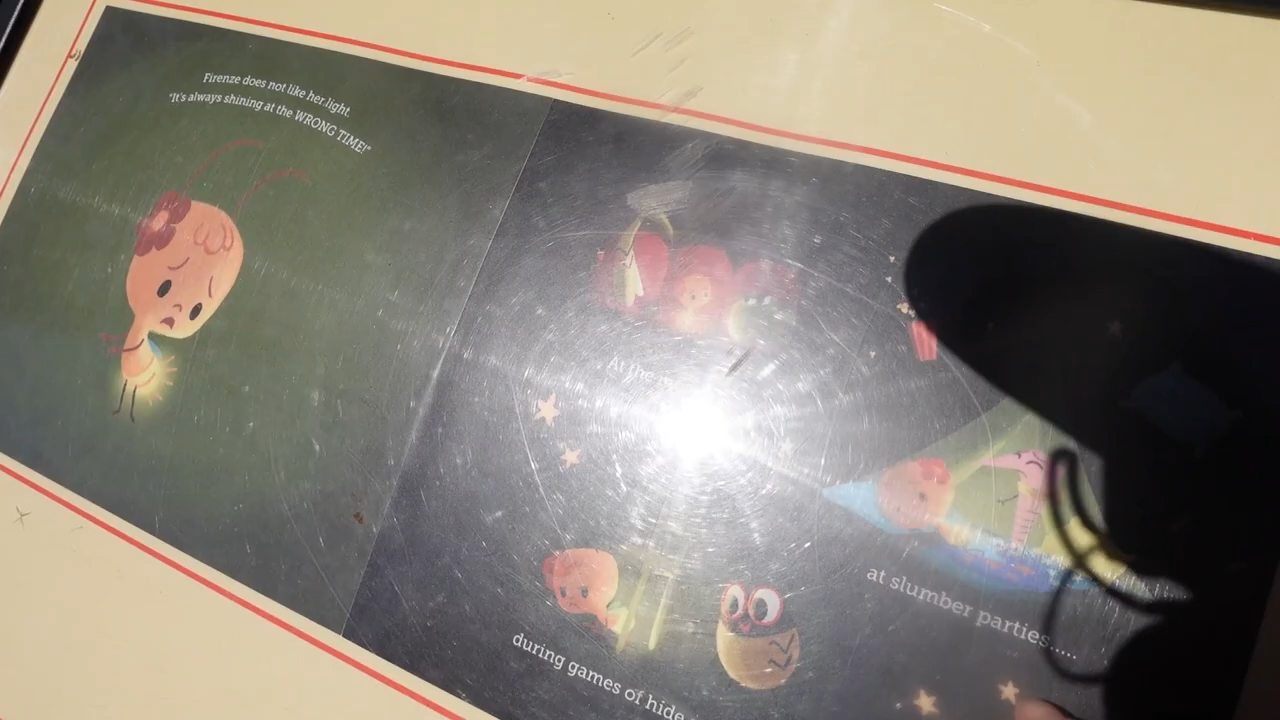 Firenze does not like her light.
"It's always shining at the WRONG TIME!"
At the
at slumber parties.....
during games of hide